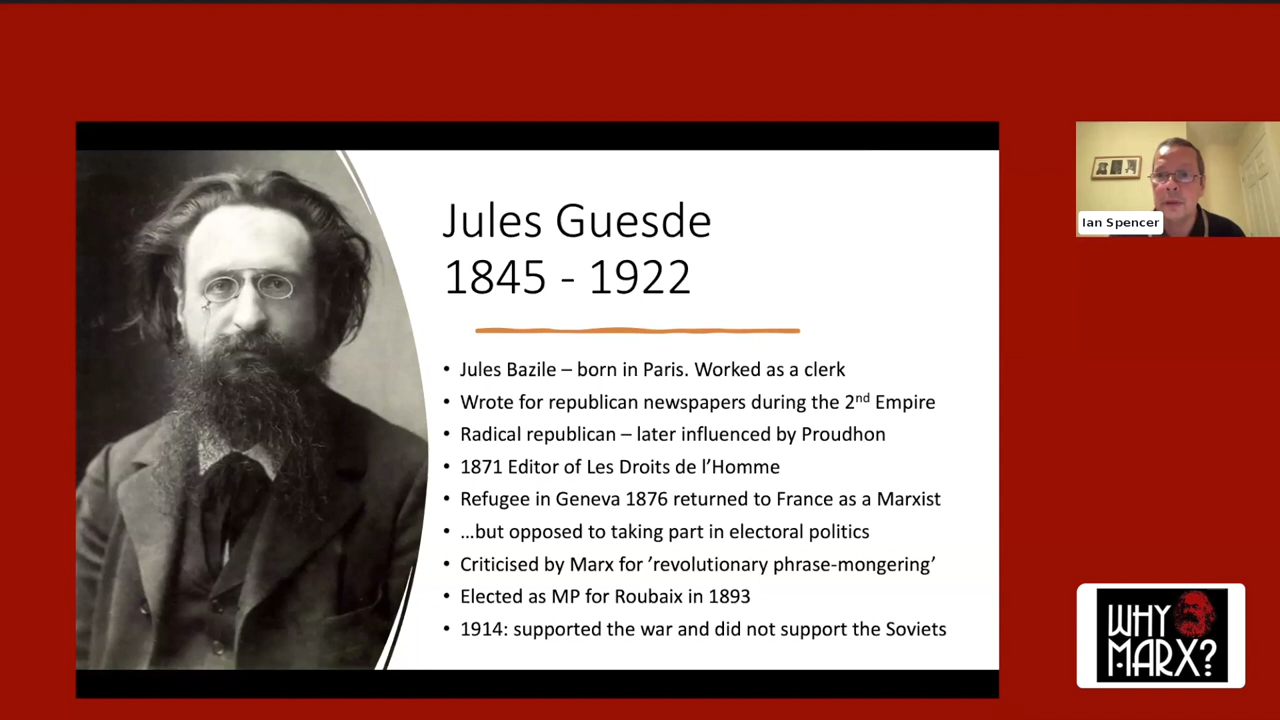 Jules Guesde
1845 - 1922
• Jules Bazile – born in Paris. Worked as a clerk
• Wrote for republican newspapers during the 2nd Empire
• Radical republican – later influenced by Proudhon
• 1871 Editor of Les Droits de l’Homme
• Refugee in Geneva 1876 returned to France as a Marxist
• …but opposed to taking part in electoral politics
• Criticised by Marx for ’revolutionary phrase-mongering’
• Elected as MP for Roubaix in 1893
• 1914: supported the war and did not support the Soviets
Ian Spencer
WHY
MARX?